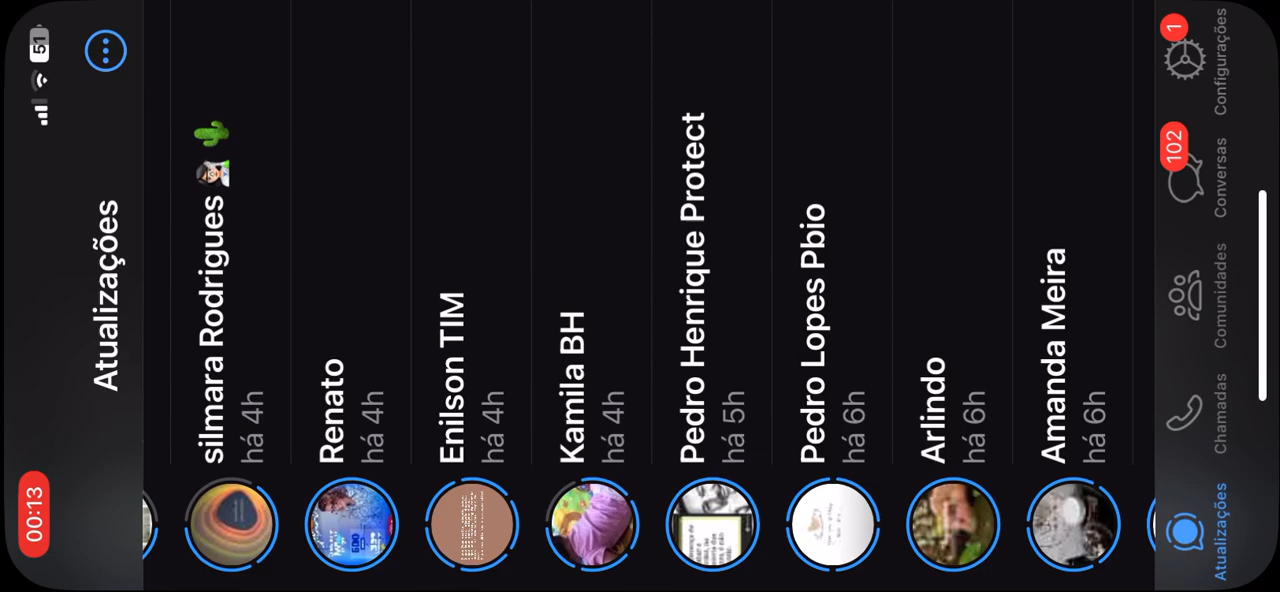 00:13
51
Atualizações
silmara Rodrigues 👩🏻‍🎓 🌵
há 4h
Renato
há 4h
Enilson TIM
há 4h
Kamila BH
há 4h
Pedro Henrique Protect
há 5h
Pedro Lopes Pbio
há 6h
Arlindo
há 6h
Amanda Meira
há 6h
102
1
Atualizações
Chamadas
Comunidades
Conversas
Configurações